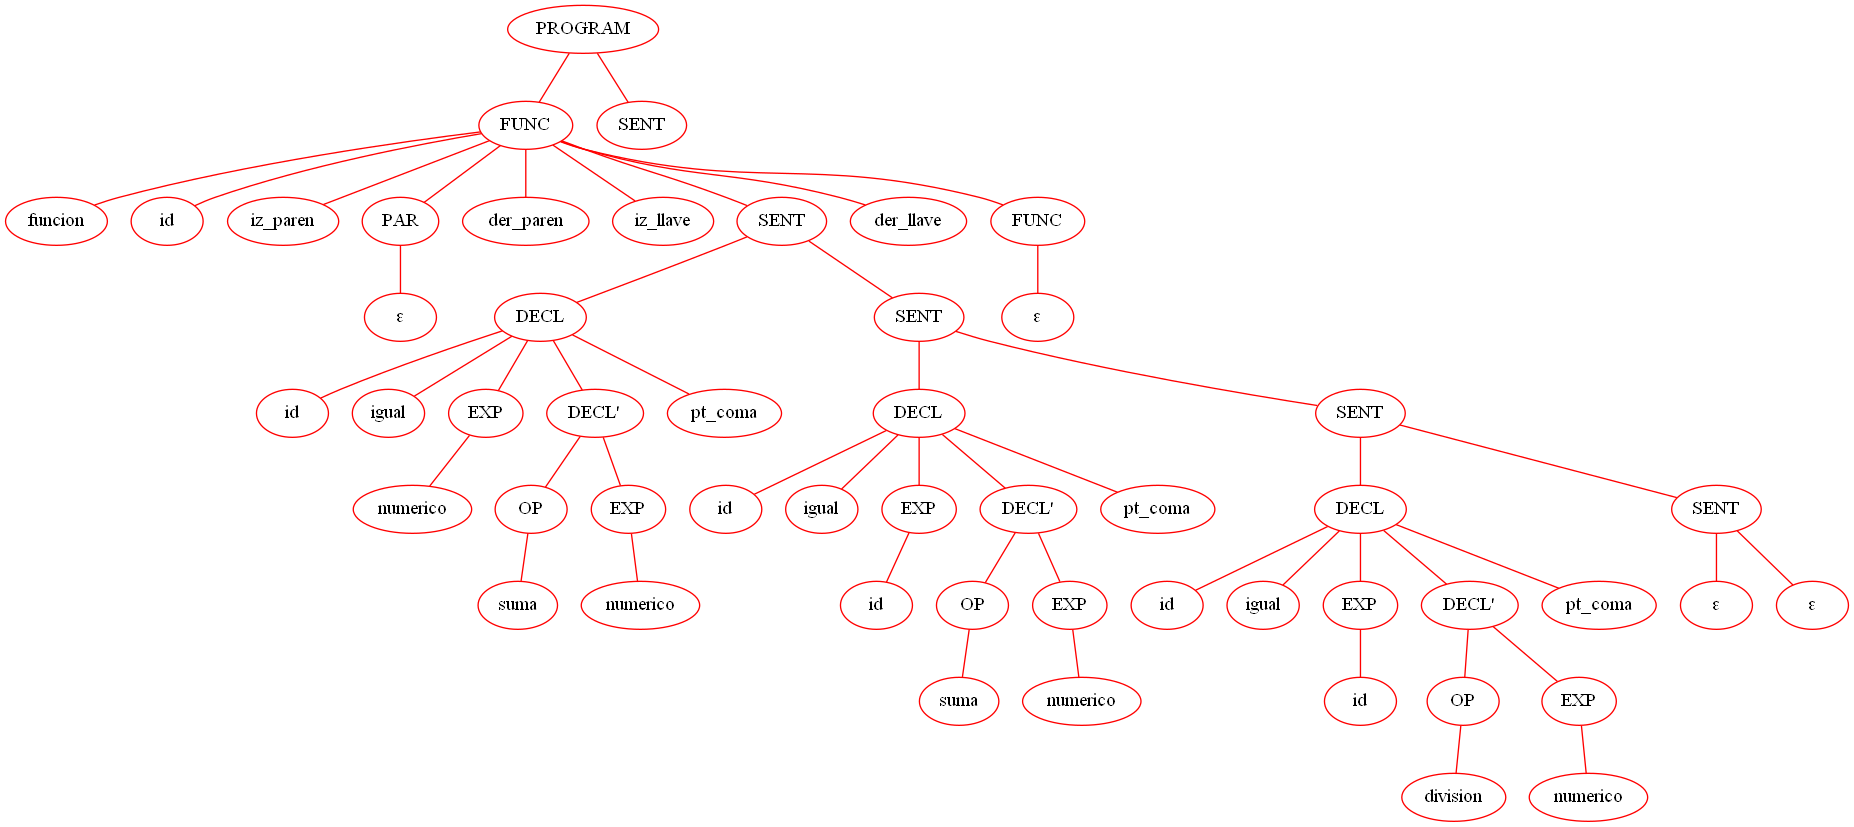 PROGRAM
FUNC SENT
funcion id iz_paren PAR der_paren iz_llave SENT der_llave FUNC
ε DECL SENT ε
id igual EXP DECL' pt_coma DECL SENT
numerico OP EXP id igual EXP DECL' pt_coma DECL SENT
suma numerico id OP EXP id igual EXP DECL' pt_coma ε ε
suma numerico id OP EXP
division numerico